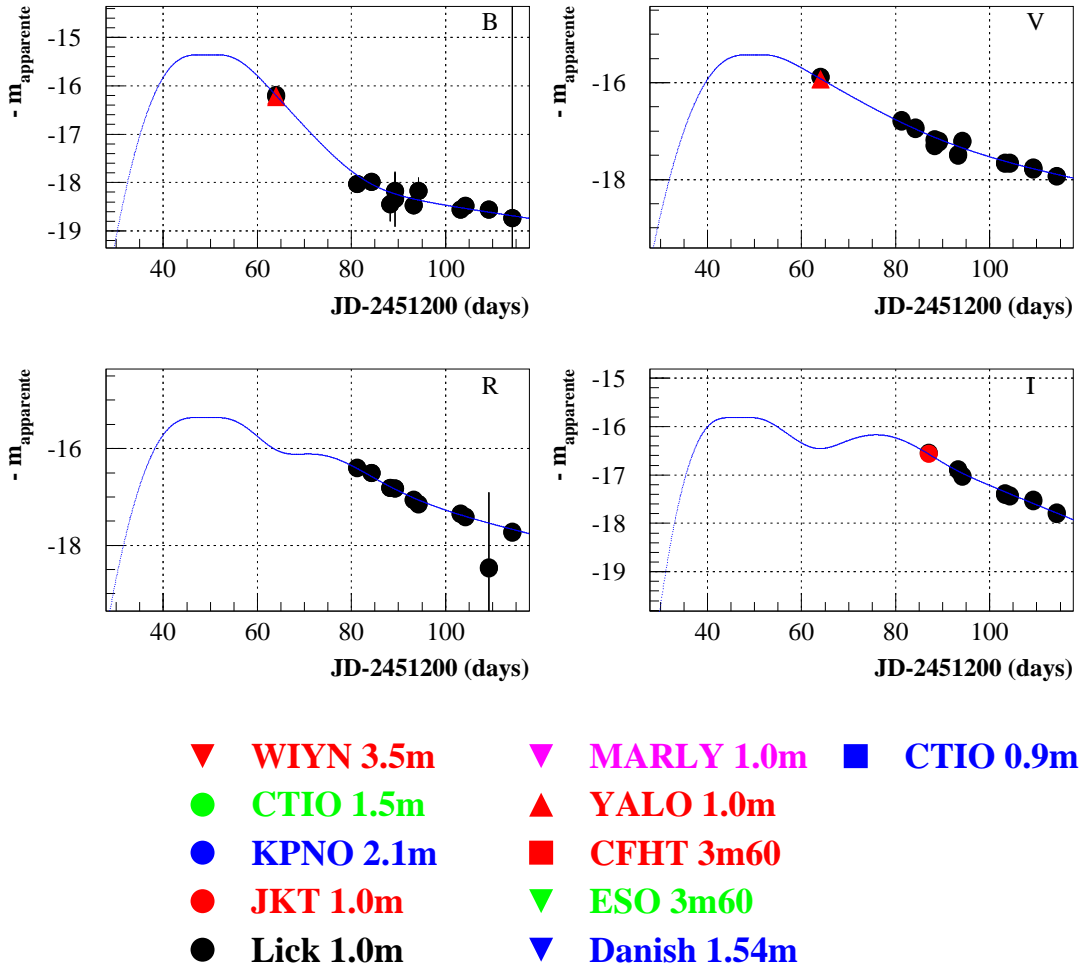 B
- m apparente
-15
-16
-17
-18
-19
40 60 80 100
JD-2451200 (days)
V
- m apparente
-16
-18
40 60 80 100
JD-2451200 (days)
R
- m apparente
-16
-18
40 60 80 100
JD-2451200 (days)
I
- m apparente
-15
-16
-17
-18
-19
40 60 80 100
JD-2451200 (days)
WIYN 3.5m MARLY 1.0m CTIO 0.9m
CTIO 1.5m YALO 1.0m
KPNO 2.1m CFHT 3m60
JKT 1.0m ESO 3m60
Lick 1.0m Danish 1.54m